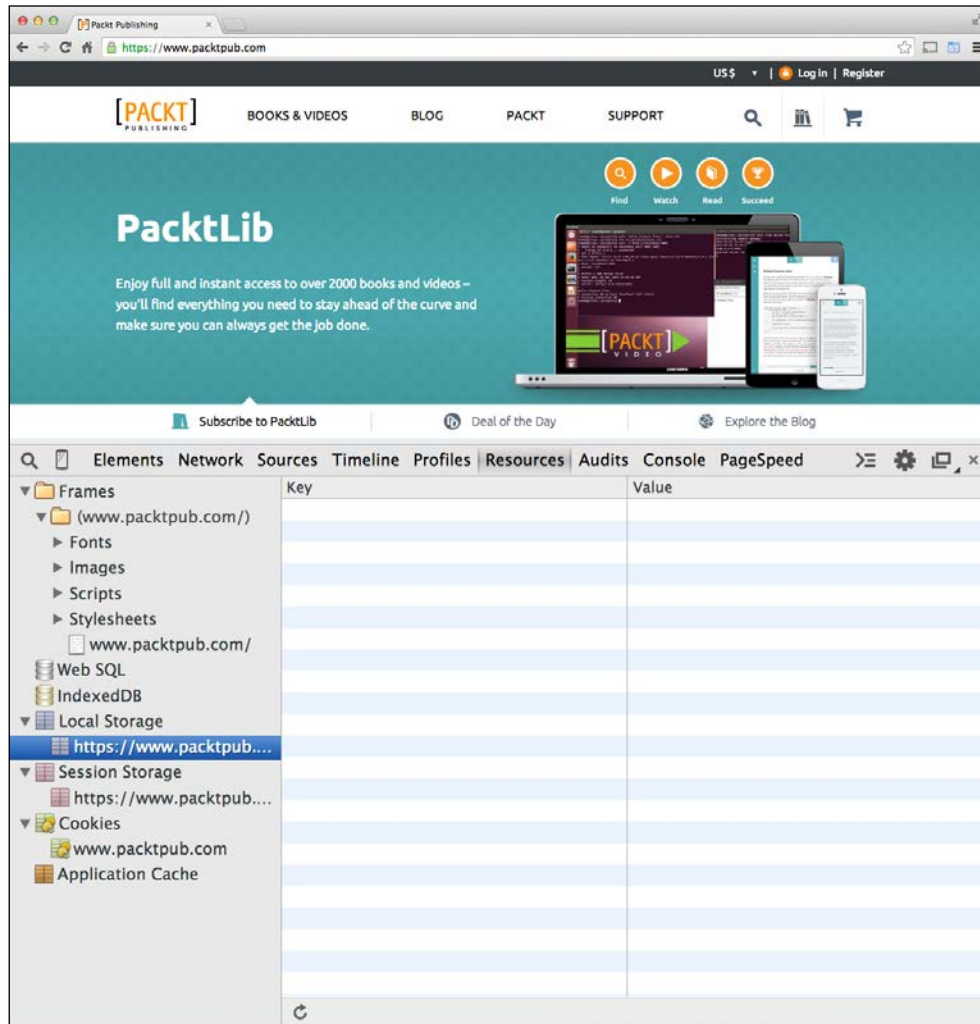 Packt Publishing
https://www.packtpub.com
US $ | Log in | Register
[PACKT]
PUBLISHING
BOOKS & VIDEOS BLOG PACKT SUPPORT
Find Watch Read Succeed
PacktLib
Enjoy full and instant access to over 2000 books and videos –
you'll find everything you need to stay ahead of the curve and
make sure you can always get the job done.
[PACKT]
VIDEO
Subscribe to PacktLib Deal of the Day Explore the Blog
Elements Network Sources Timeline Profiles Resources Audits Console PageSpeed
Key Value
Frames
(www.packtpub.com/)
Fonts
Images
Scripts
Stylesheets
www.packtpub.com/
Web SQL
IndexedDB
Local Storage
https://www.packtpub....
Session Storage
https://www.packtpub....
Cookies
www.packtpub.com
Application Cache